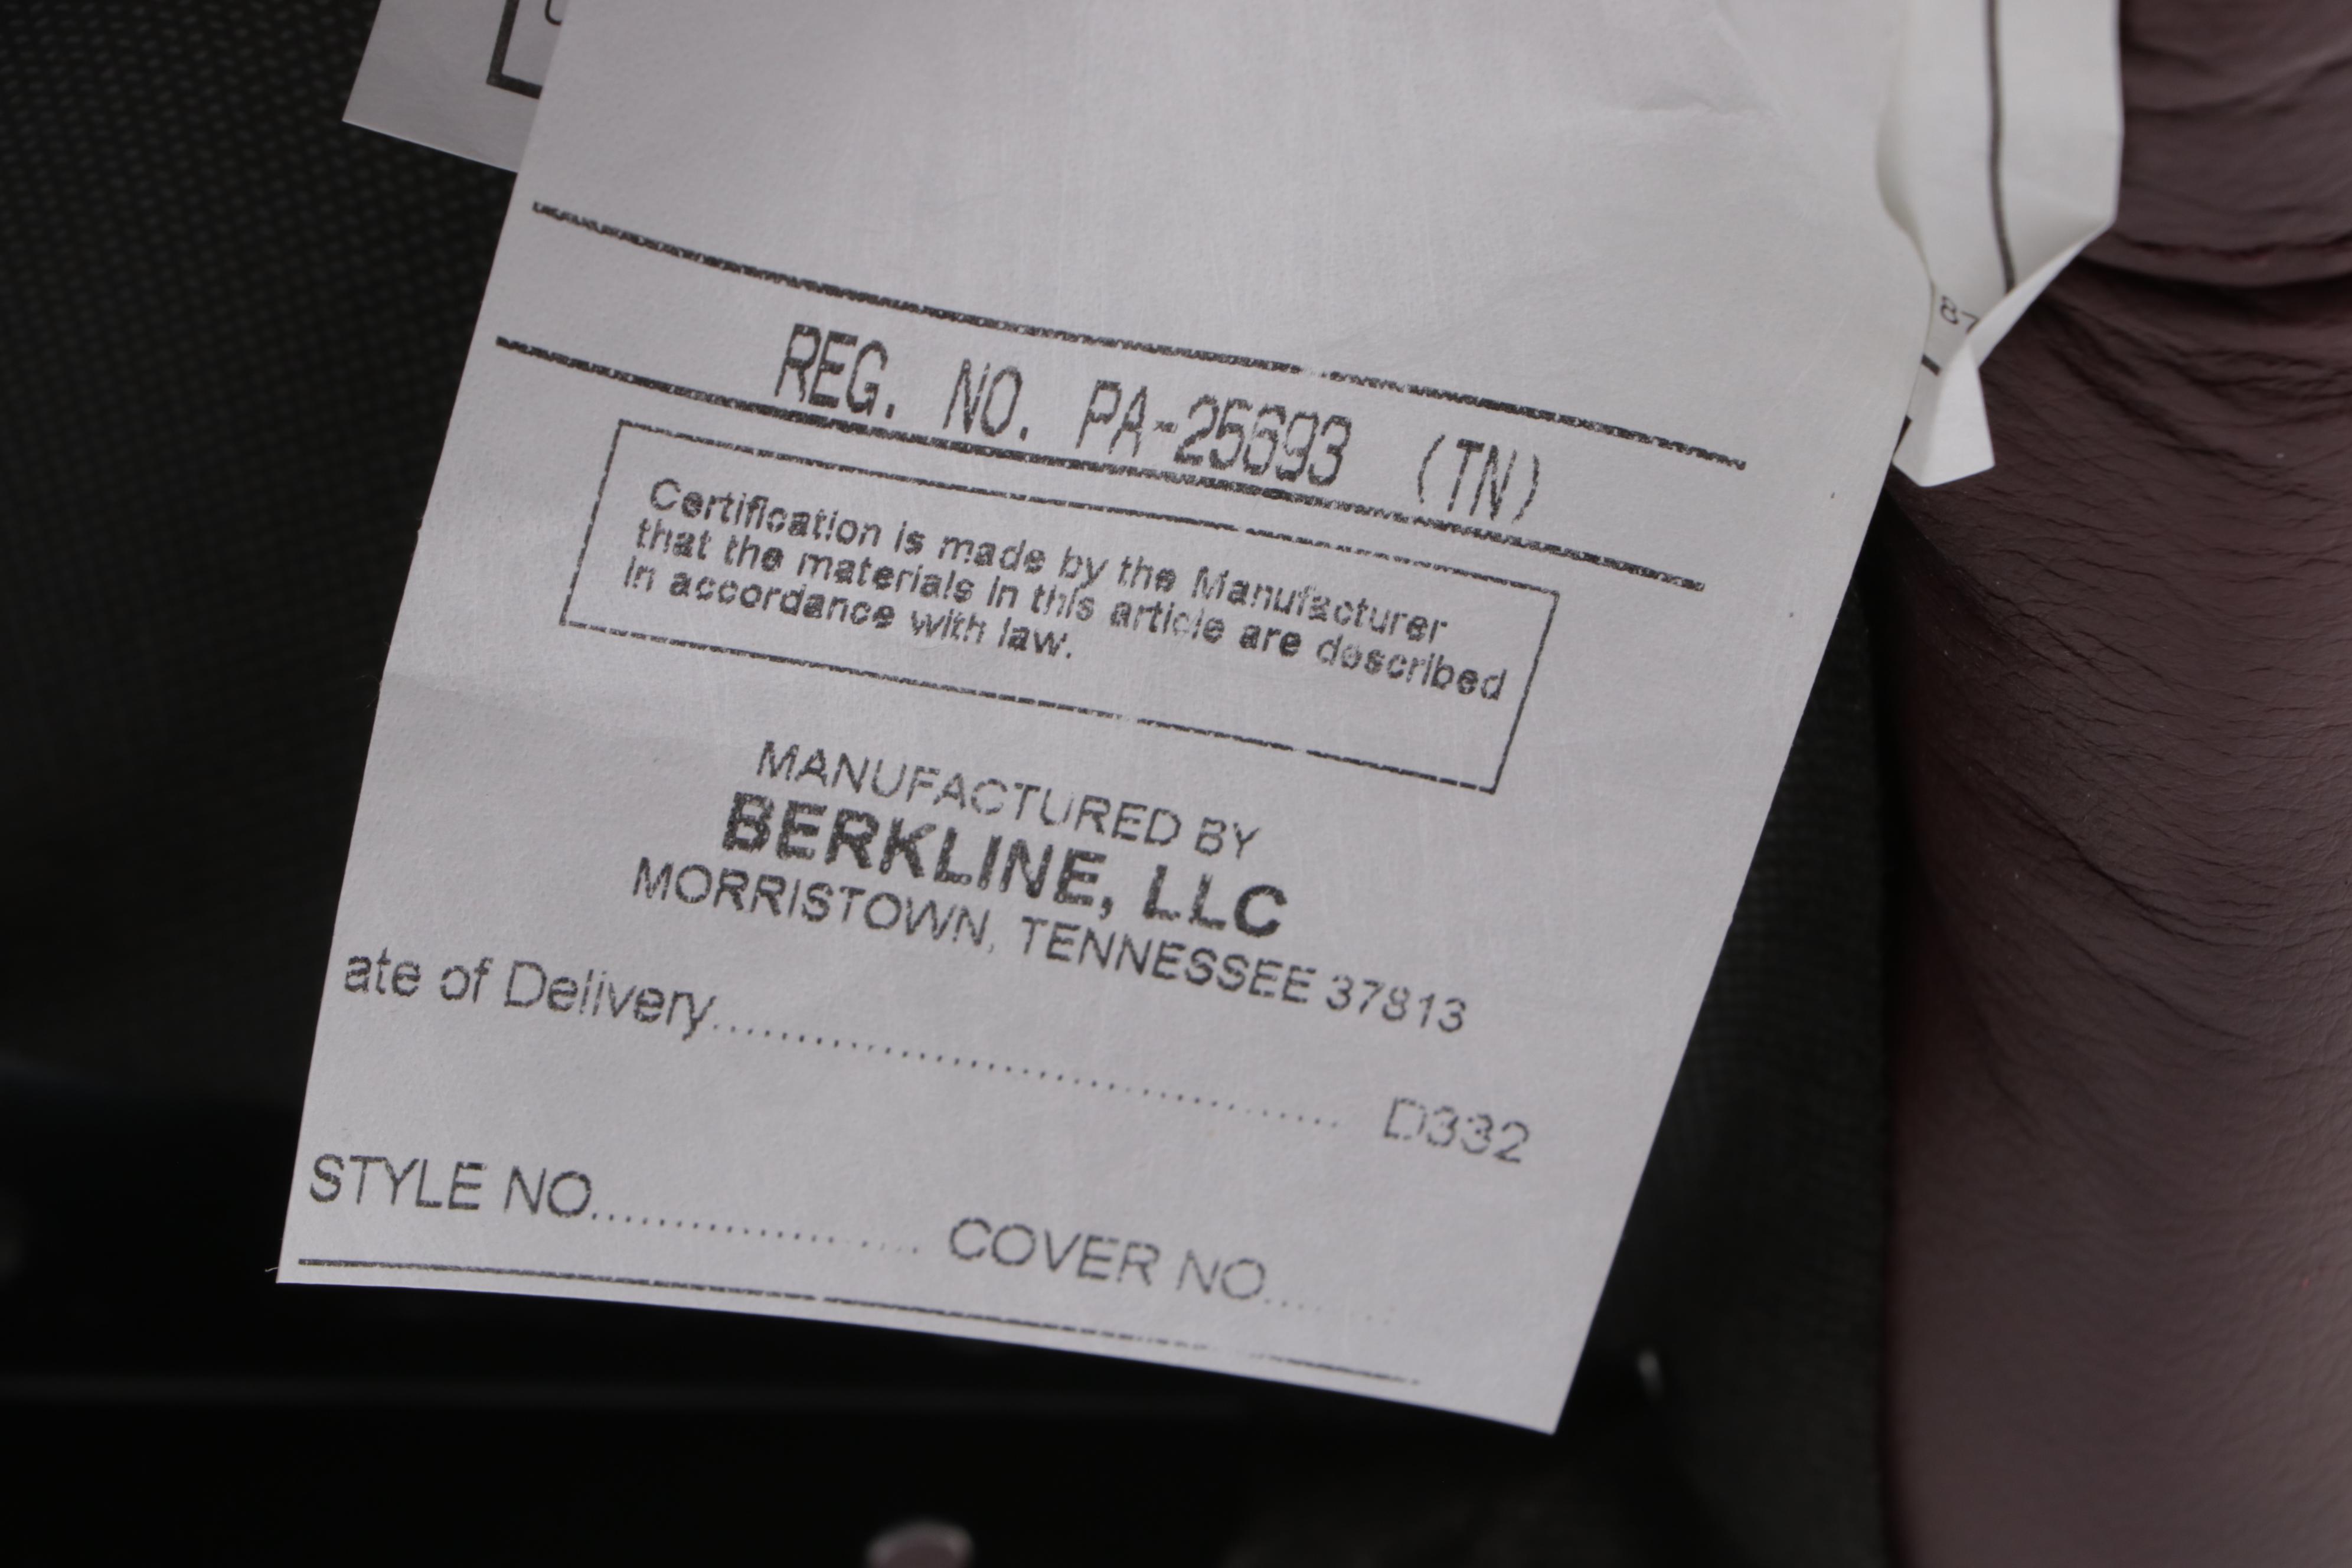 REG. NO. PA-25693 (TN)
Certification is made by the Manufacturer
that the materials in this article are described
in accordance with law.
MANUFACTURED BY
BERKLINE, LLC
MORRISTOWN, TENNESSEE 37813
ate of Delivery.......................................... D332
STYLE NO......................... COVER NO.......
87